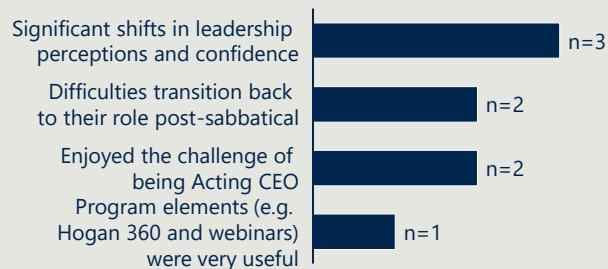 Significant shifts in leadership
perceptions and confidence
n=3
Difficulties transition back
to their role post-sabbatical
n=2
Enjoyed the challenge of
being Acting CEO
n=2
Program elements (e.g.
Hogan 360 and webinars)
were very useful
n=1